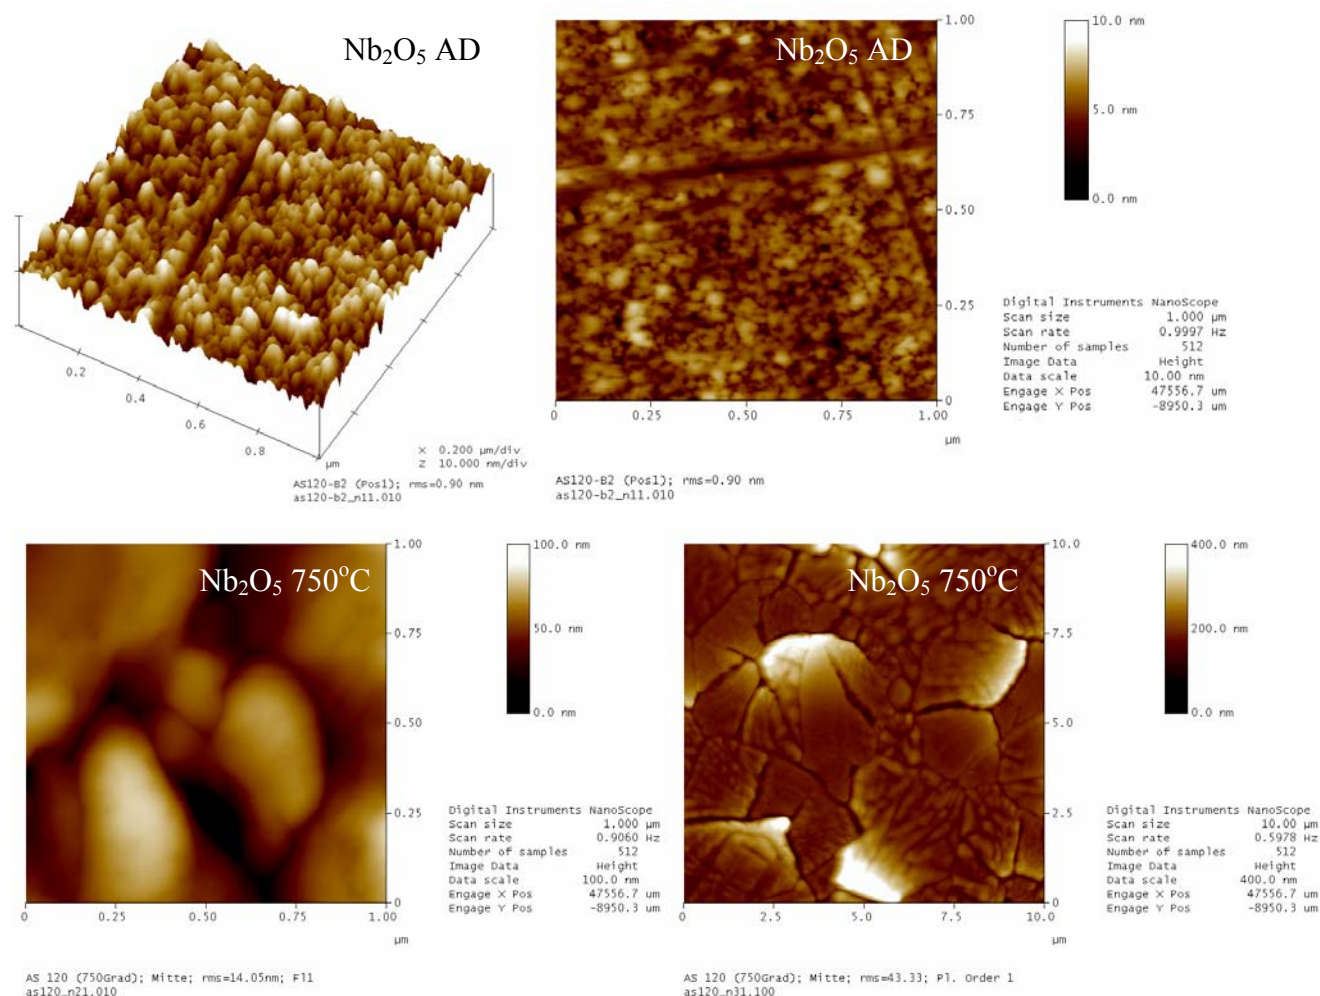 Nb₂O₅ AD
0.2
0.4
0.6
0.8
µm
X 0.200 µm/div
Z 10.000 nm/div
AS120-B2 (Pos1); rms=0.90 nm
as120-b2_n11.010
Nb₂O₅ AD
1.00
0.75
0.50
0.25
0
0 0.25 0.50 0.75 1.00
µm
AS120-B2 (Pos1); rms=0.90 nm
as120-b2_n11.010
10.0 nm
5.0 nm
0.0 nm
Digital Instruments NanoScope
Scan size 1.000 µm
Scan rate 0.9997 Hz
Number of samples 512
Image Data Height
Data scale 10.00 nm
Engage X Pos 47556.7 um
Engage Y Pos -8950.3 um
Nb₂O₅ 750°C
1.00
0.75
0.50
0.25
0
0 0.25 0.50 0.75 1.00
µm
100.0 nm
50.0 nm
0.0 nm
Digital Instruments NanoScope
Scan size 1.000 µm
Scan rate 0.9060 Hz
Number of samples 512
Image Data Height
Data scale 100.0 nm
Engage X Pos 47556.7 um
Engage Y Pos -8950.3 um
AS 120 (750Grad); Mitte; rms=14.05nm; Fl1
as120_n21.010
Nb₂O₅ 750°C
10.0
7.5
5.0
2.5
0
0 2.5 5.0 7.5 10.0
µm
400.0 nm
200.0 nm
0.0 nm
Digital Instruments NanoScope
Scan size 10.00 µm
Scan rate 0.5978 Hz
Number of samples 512
Image Data Height
Data scale 400.0 nm
Engage X Pos 47556.7 um
Engage Y Pos -8950.3 um
AS 120 (750Grad); Mitte; rms=43.33; Pl. Order 1
as120_n31.100